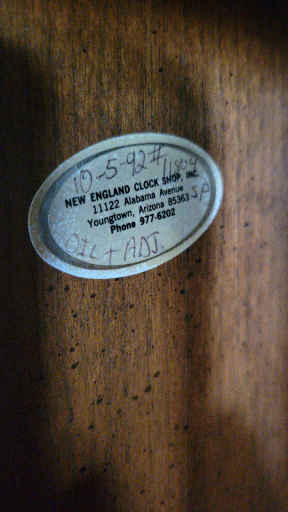 10-5-92 #
NEW ENGLAND CLOCK SHOP, INC.
11122 Alabama Avenue
Youngtown, Arizona 85363
J.P.
Phone 977-6202
OIL + ADJ.